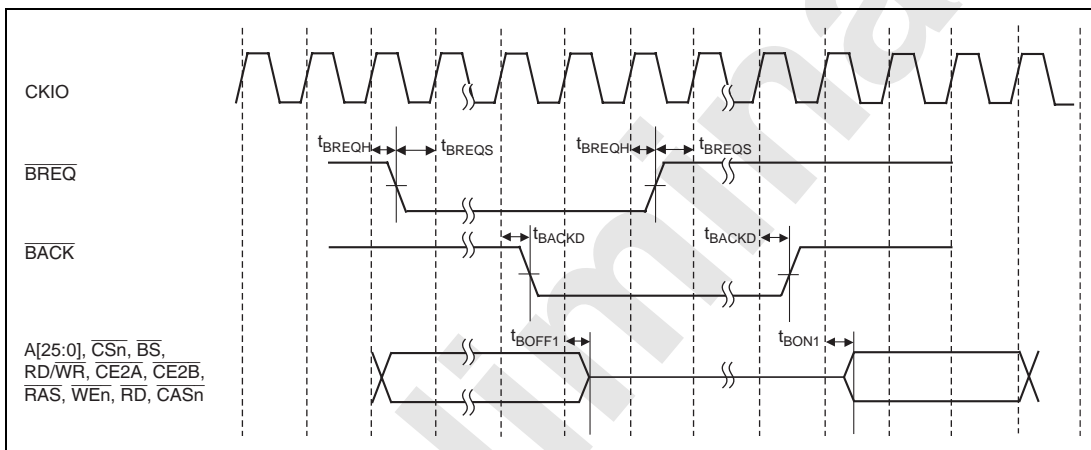 CKIO
tBREQH tBREQS tBREQH tBREQS
BREQ
tBACKD tBACKD
BACK
tBOFF1 tBON1
A[25:0], CSn, BS,
RD/WR, CE2A, CE2B,
RAS, WEn, RD, CASn